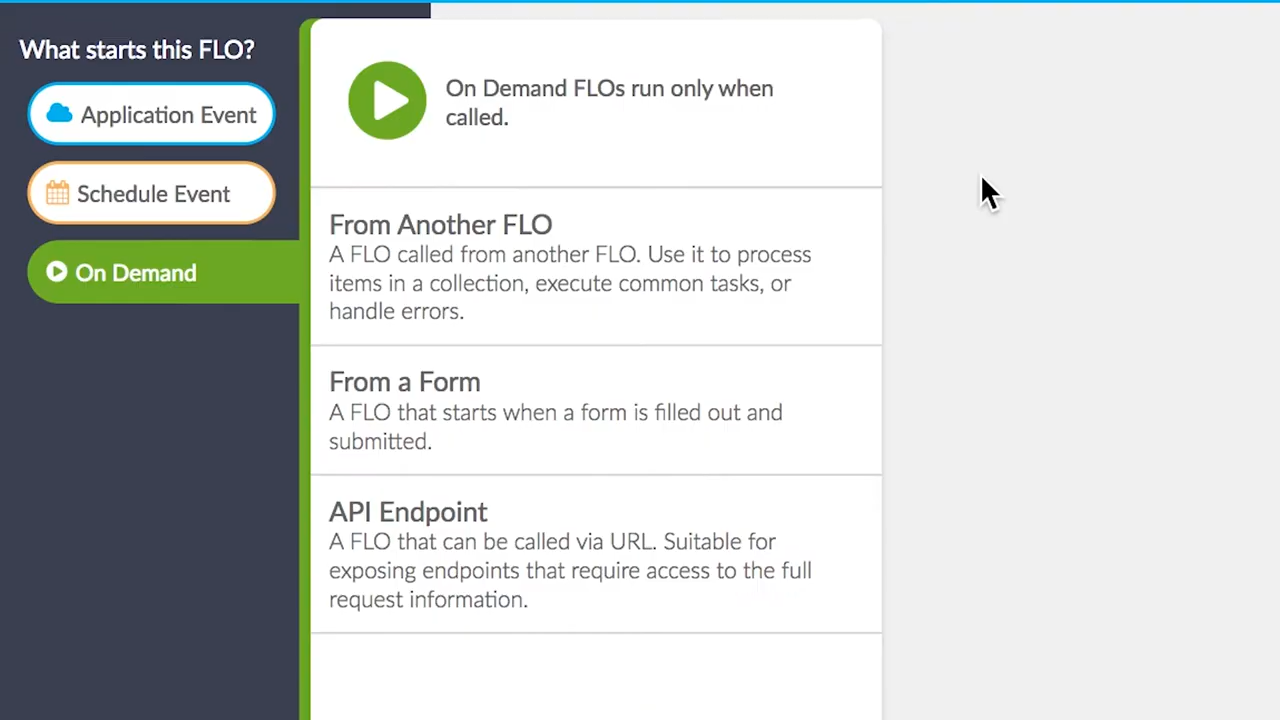 What starts this FLO?
Application Event
Schedule Event
On Demand
On Demand FLOs run only when
called.
From Another FLO
A FLO called from another FLO. Use it to process
items in a collection, execute common tasks, or
handle errors.
From a Form
A FLO that starts when a form is filled out and
submitted.
API Endpoint
A FLO that can be called via URL. Suitable for
exposing endpoints that require access to the full
request information.